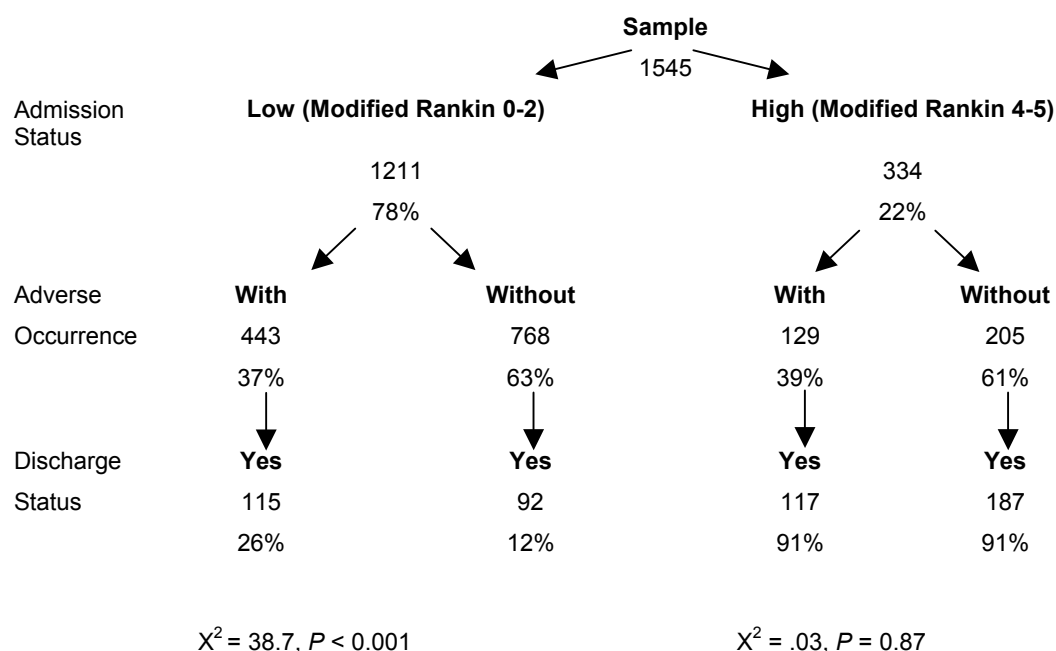 Sample
1545
Admission
Status
Low (Modified Rankin 0-2)
High (Modified Rankin 4-5)
1211
334
78%
22%
Adverse
With
Without
With
Without
Occurrence
443
768
129
205
37%
63%
39%
61%
Discharge
Yes
Yes
Yes
Yes
Status
115
92
117
187
26%
12%
91%
91%
X² = 38.7, P < 0.001
X² = .03, P = 0.87